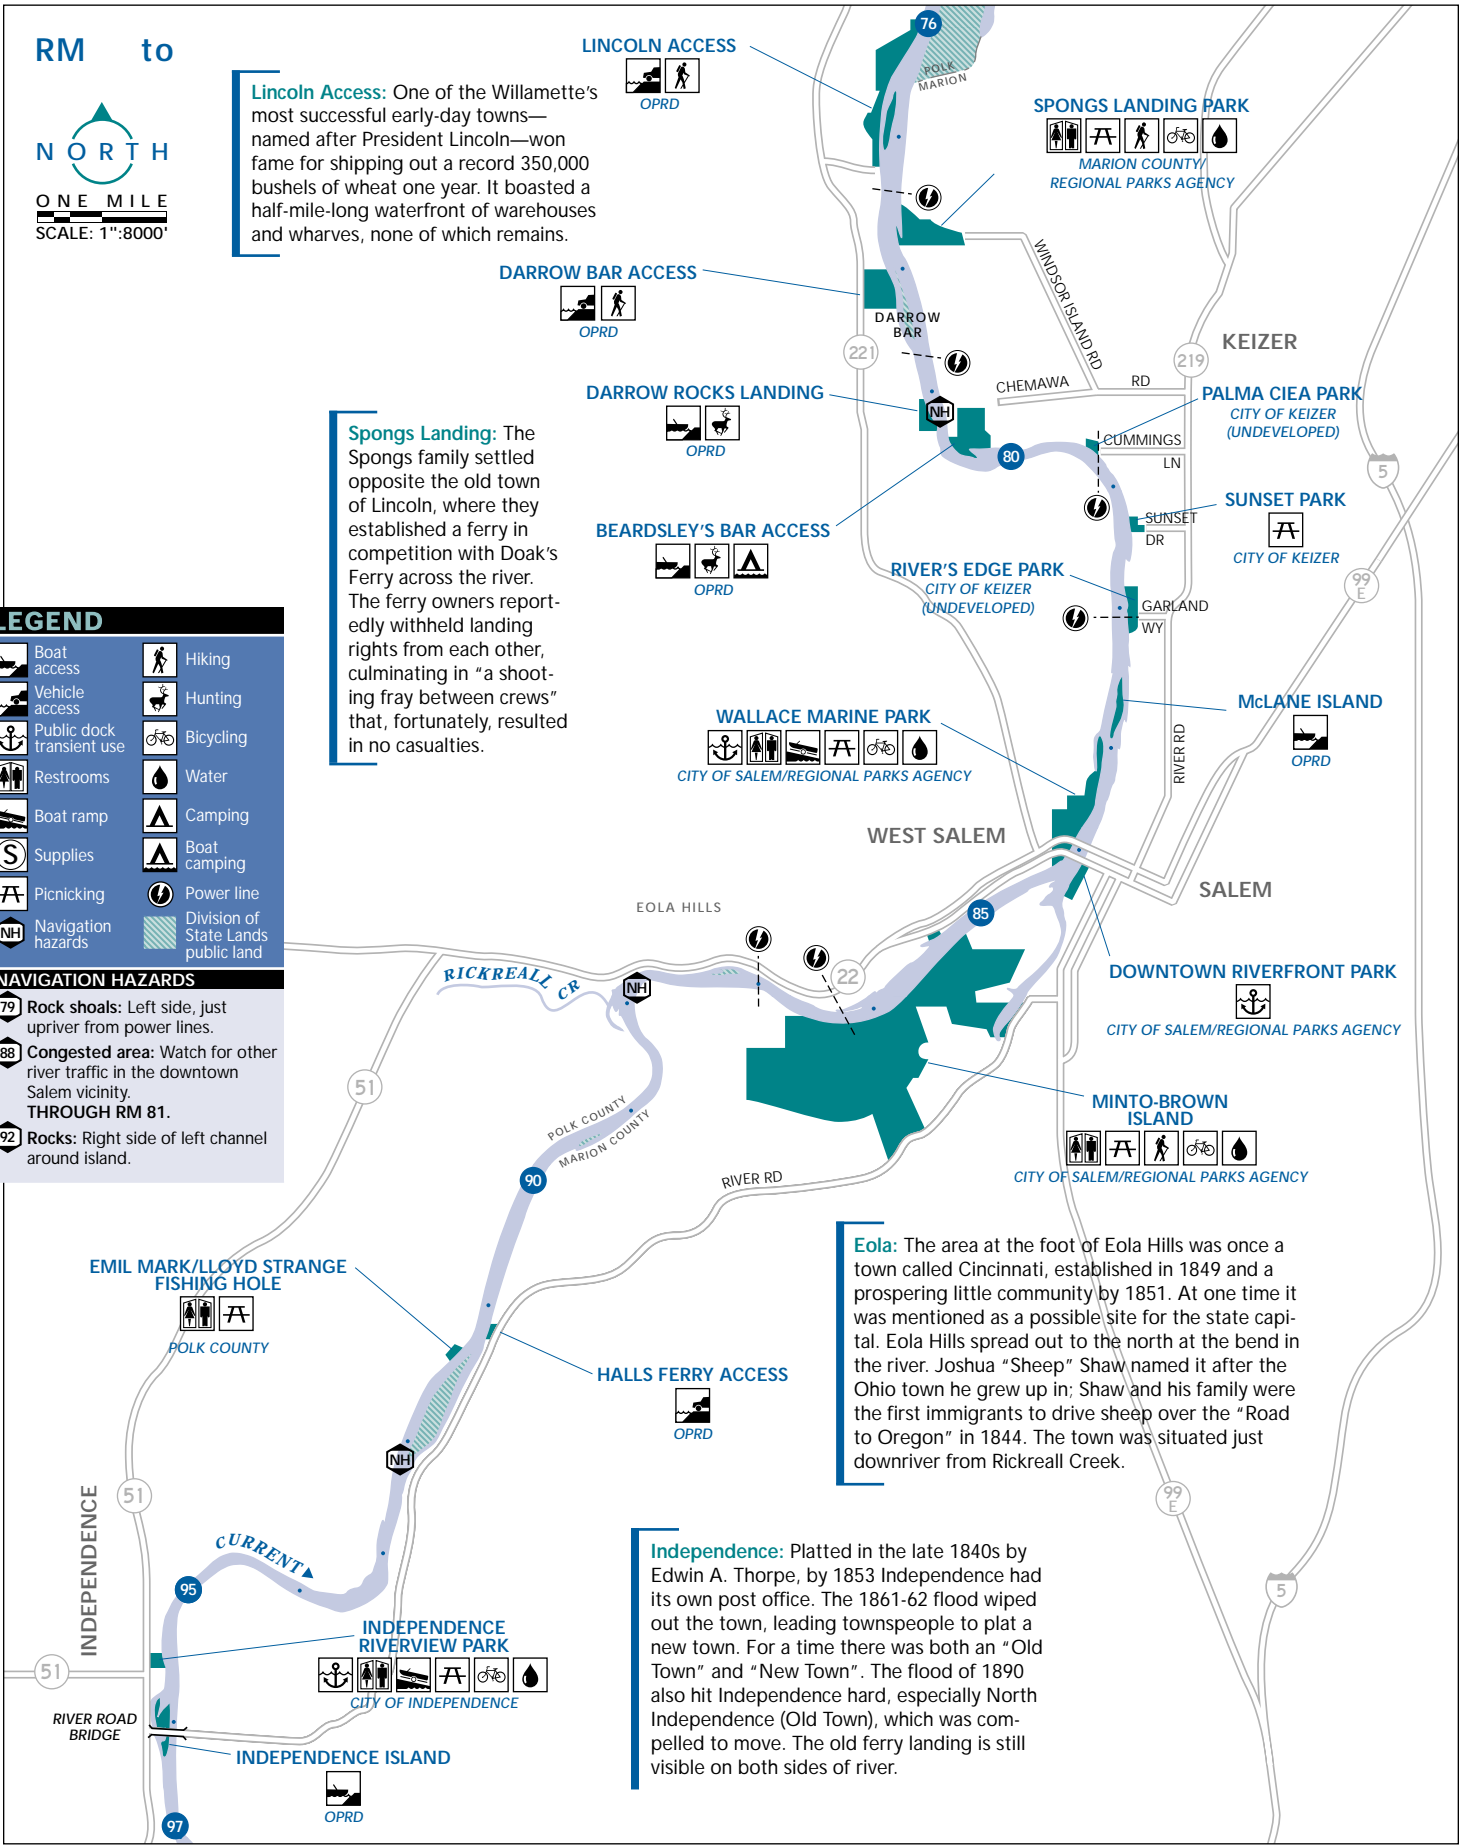 RM to
NORTH
ONE MILE
SCALE: 1":8000'
Lincoln Access: One of the Willamette's
most successful early-day towns—
named after President Lincoln—won
fame for shipping out a record 350,000
bushels of wheat one year. It boasted a
half-mile-long waterfront of warehouses
and wharves, none of which remains.
LINCOLN ACCESS
OPRD
76
POLK
MARION
SPONGS LANDING PARK
MARION COUNTY/
REGIONAL PARKS AGENCY
DARROW BAR ACCESS
OPRD
DARROW
BAR
WINDSOR ISLAND RD
221
219
KEIZER
CHEMAWA RD
DARROW ROCKS LANDING
OPRD
NH
PALMA CIEA PARK
CITY OF KEIZER
(UNDEVELOPED)
CUMMINGS
LN
80
5
Spongs Landing: The
Spongs family settled
opposite the old town
of Lincoln, where they
established a ferry in
competition with Doak's
Ferry across the river.
The ferry owners report-
edly withheld landing
rights from each other,
culminating in "a shoot-
ing fray between crews"
that, fortunately, resulted
in no casualties.
BEARDSLEY'S BAR ACCESS
OPRD
SUNSET PARK
CITY OF KEIZER
SUNSET
DR
RIVER'S EDGE PARK
CITY OF KEIZER
(UNDEVELOPED)
GARLAND
WY
99
E
McLANE ISLAND
OPRD
RIVER RD
WALLACE MARINE PARK
CITY OF SALEM/REGIONAL PARKS AGENCY
WEST SALEM
SALEM
LEGEND
Boat
access
Vehicle
access
Public dock
transient use
Restrooms
Boat ramp
S
Supplies
Picnicking
NH
Navigation
hazards
Hiking
Hunting
Bicycling
Water
Camping
Boat
camping
Power line
Division of
State Lands
public land
NAVIGATION HAZARDS
79 Rock shoals: Left side, just
upriver from power lines.
88 Congested area: Watch for other
river traffic in the downtown
Salem vicinity.
THROUGH RM 81.
92 Rocks: Right side of left channel
around island.
EOLA HILLS
85
RICKREALL CR
NH
22
DOWNTOWN RIVERFRONT PARK
CITY OF SALEM/REGIONAL PARKS AGENCY
51
POLK COUNTY
MARION COUNTY
MINTO-BROWN
ISLAND
CITY OF SALEM/REGIONAL PARKS AGENCY
90
RIVER RD
EMIL MARK/LLOYD STRANGE
FISHING HOLE
POLK COUNTY
HALLS FERRY ACCESS
OPRD
NH
Eola: The area at the foot of Eola Hills was once a
town called Cincinnati, established in 1849 and a
prospering little community by 1851. At one time it
was mentioned as a possible site for the state capi-
tal. Eola Hills spread out to the north at the bend in
the river. Joshua "Sheep" Shaw named it after the
Ohio town he grew up in; Shaw and his family were
the first immigrants to drive sheep over the "Road
to Oregon" in 1844. The town was situated just
downriver from Rickreall Creek.
51
INDEPENDENCE
CURRENT
99
E
95
5
INDEPENDENCE
RIVERVIEW PARK
CITY OF INDEPENDENCE
51
RIVER ROAD
BRIDGE
INDEPENDENCE ISLAND
OPRD
97
Independence: Platted in the late 1840s by
Edwin A. Thorpe, by 1853 Independence had
its own post office. The 1861-62 flood wiped
out the town, leading townspeople to plat a
new town. For a time there was both an "Old
Town" and "New Town". The flood of 1890
also hit Independence hard, especially North
Independence (Old Town), which was com-
pelled to move. The old ferry landing is still
visible on both sides of river.